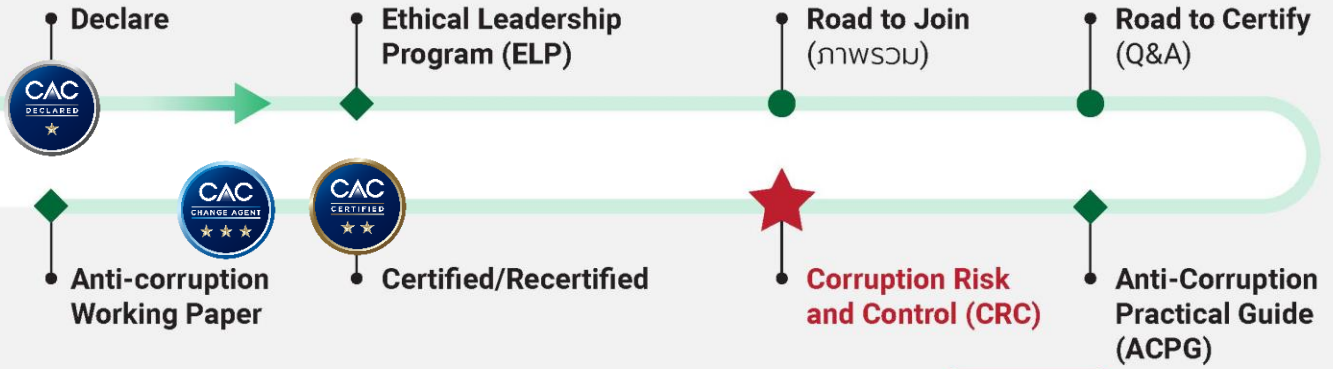 Declare
Ethical Leadership
Program (ELP)
Road to Join
(ภาพรวม)
Road to Certify
(Q&A)
CAC
DECLARED
CAC
CHANGE AGENT
CAC
CERTIFIED
Anti-corruption
Working Paper
Certified/Recertified
Corruption Risk
and Control (CRC)
Anti-Corruption
Practical Guide
(ACPG)